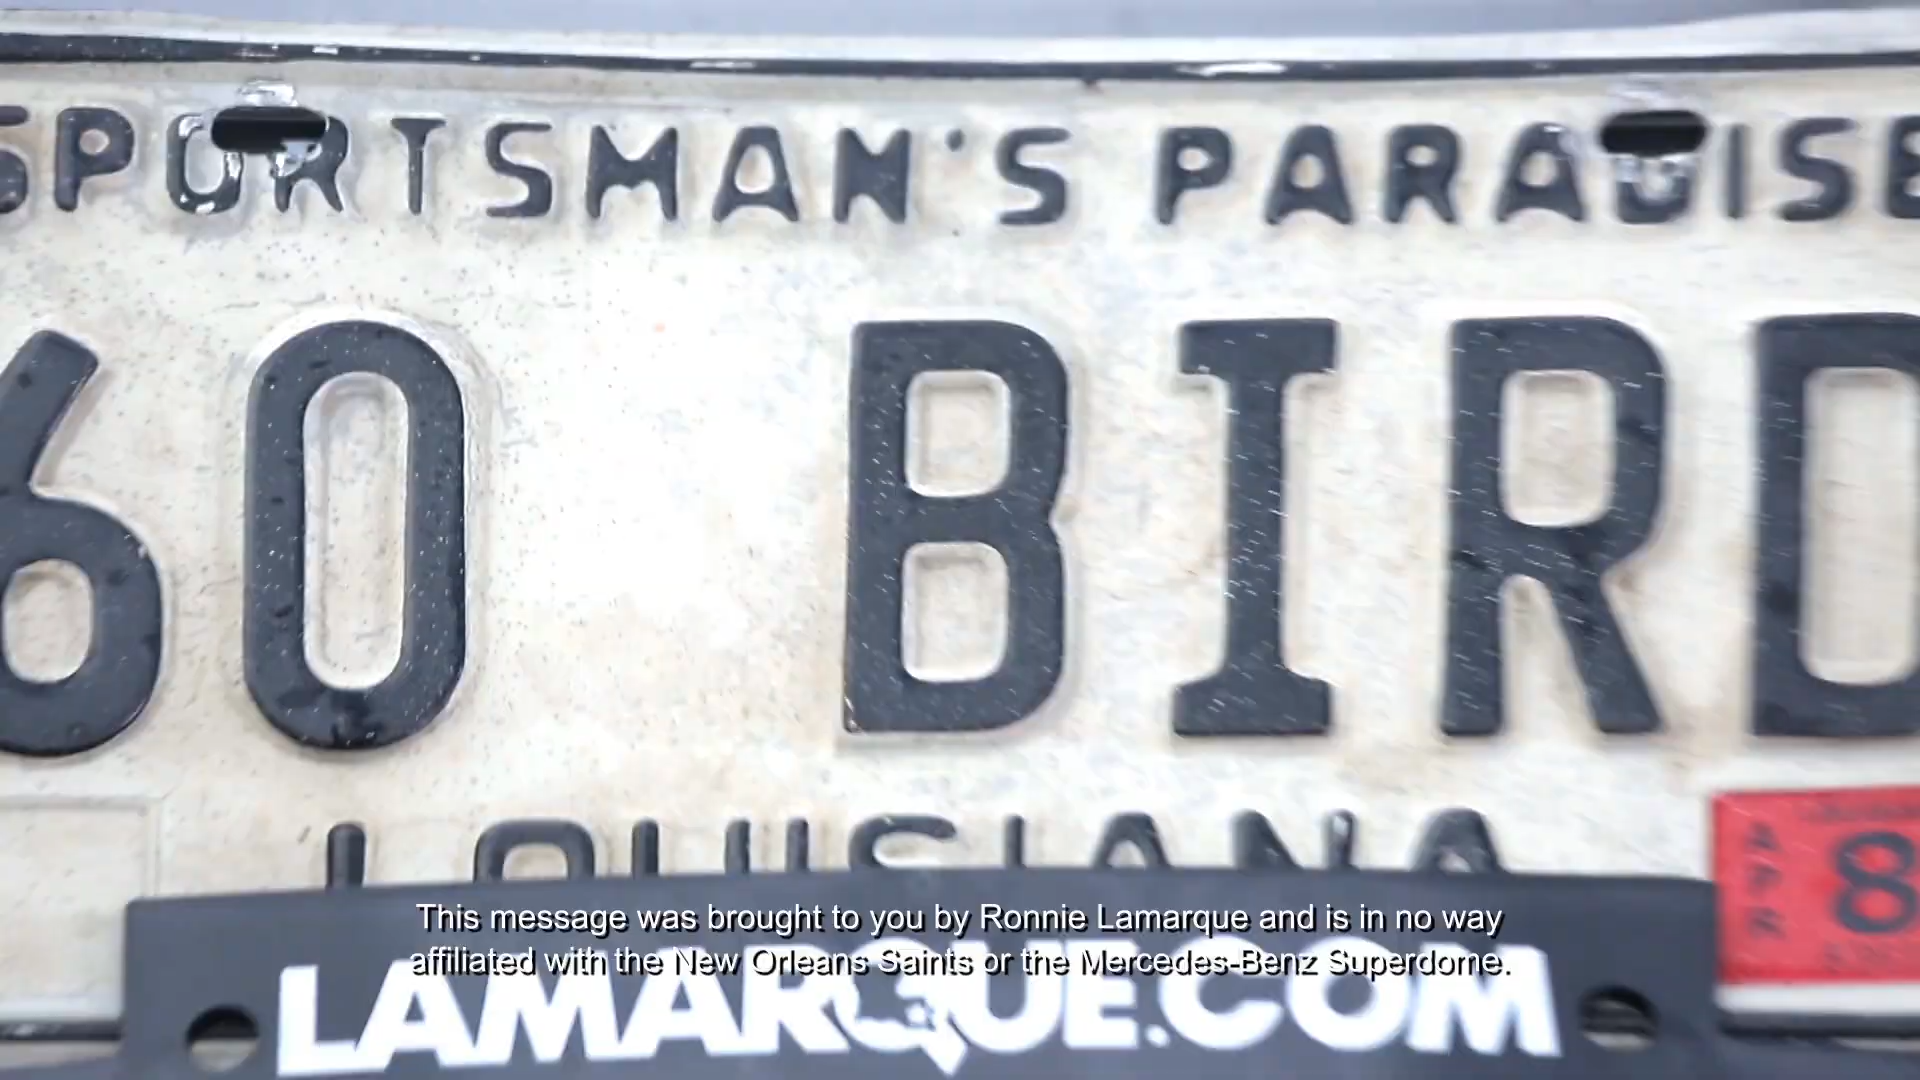 SPORTSMAN'S PARADISE
60 BIRD
LOUISIANA
8
This message was brought to you by Ronnie Lamarque and is in no way
affiliated with the New Orleans Saints or the Mercedes-Benz Superdome.
LAMARQUE.COM